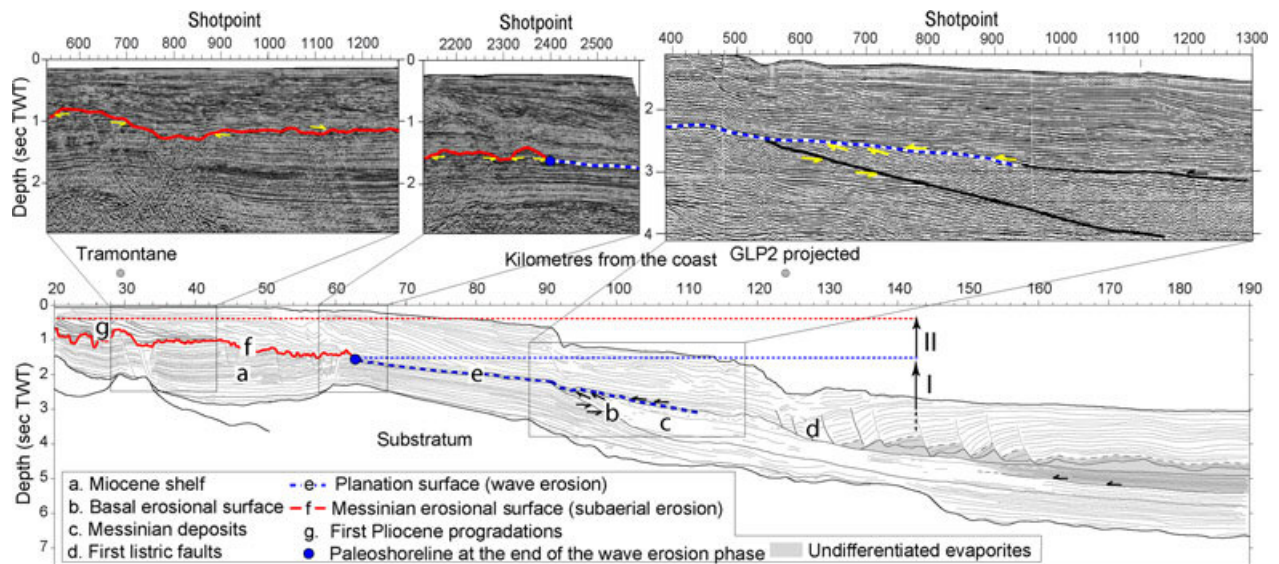 Shotpoint
600 700 800 900 1000 1100 1200
Shotpoint
2200 2300 2400 2500
Shotpoint
400 500 600 700 800 900 1000 1100 1200 1300
Depth (sec TWT)
0
1
2
0
1
2
2
3
4
Tramontane
Kilometres from the coast
GLP2 projected
20 30 40 50 60 70 80 90 100 110 120 130 140 150 160 170 180 190
Depth (sec TWT)
0
1
2
3
4
5
6
7
g
f
a
e
b
c
d
II
I
Substratum
a. Miocene shelf
b. Basal erosional surface
c. Messinian deposits
d. First listric faults
e Planation surface (wave erosion)
f Messinian erosional surface (subaerial erosion)
g. First Pliocene progradations
Paleoshoreline at the end of the wave erosion phase
Undifferentiated evaporites